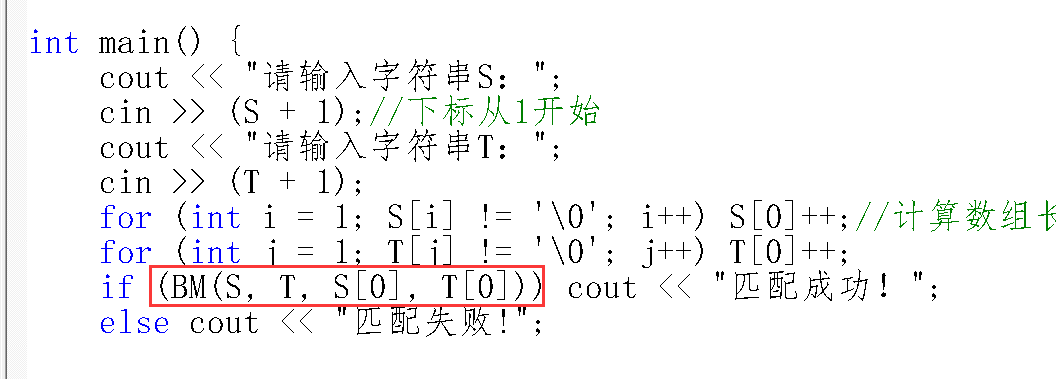 int main() {
cout << "请输入字符串S：";
cin >> (S + 1);//下标从1开始
cout << "请输入字符串T：";
cin >> (T + 1);
for (int i = 1; S[i] != '\0'; i++) S[0]++;//计算数组长
for (int j = 1; T[j] != '\0'; j++) T[0]++;
if (BM(S, T, S[0], T[0])) cout << "匹配成功！";
else cout << "匹配失败!";